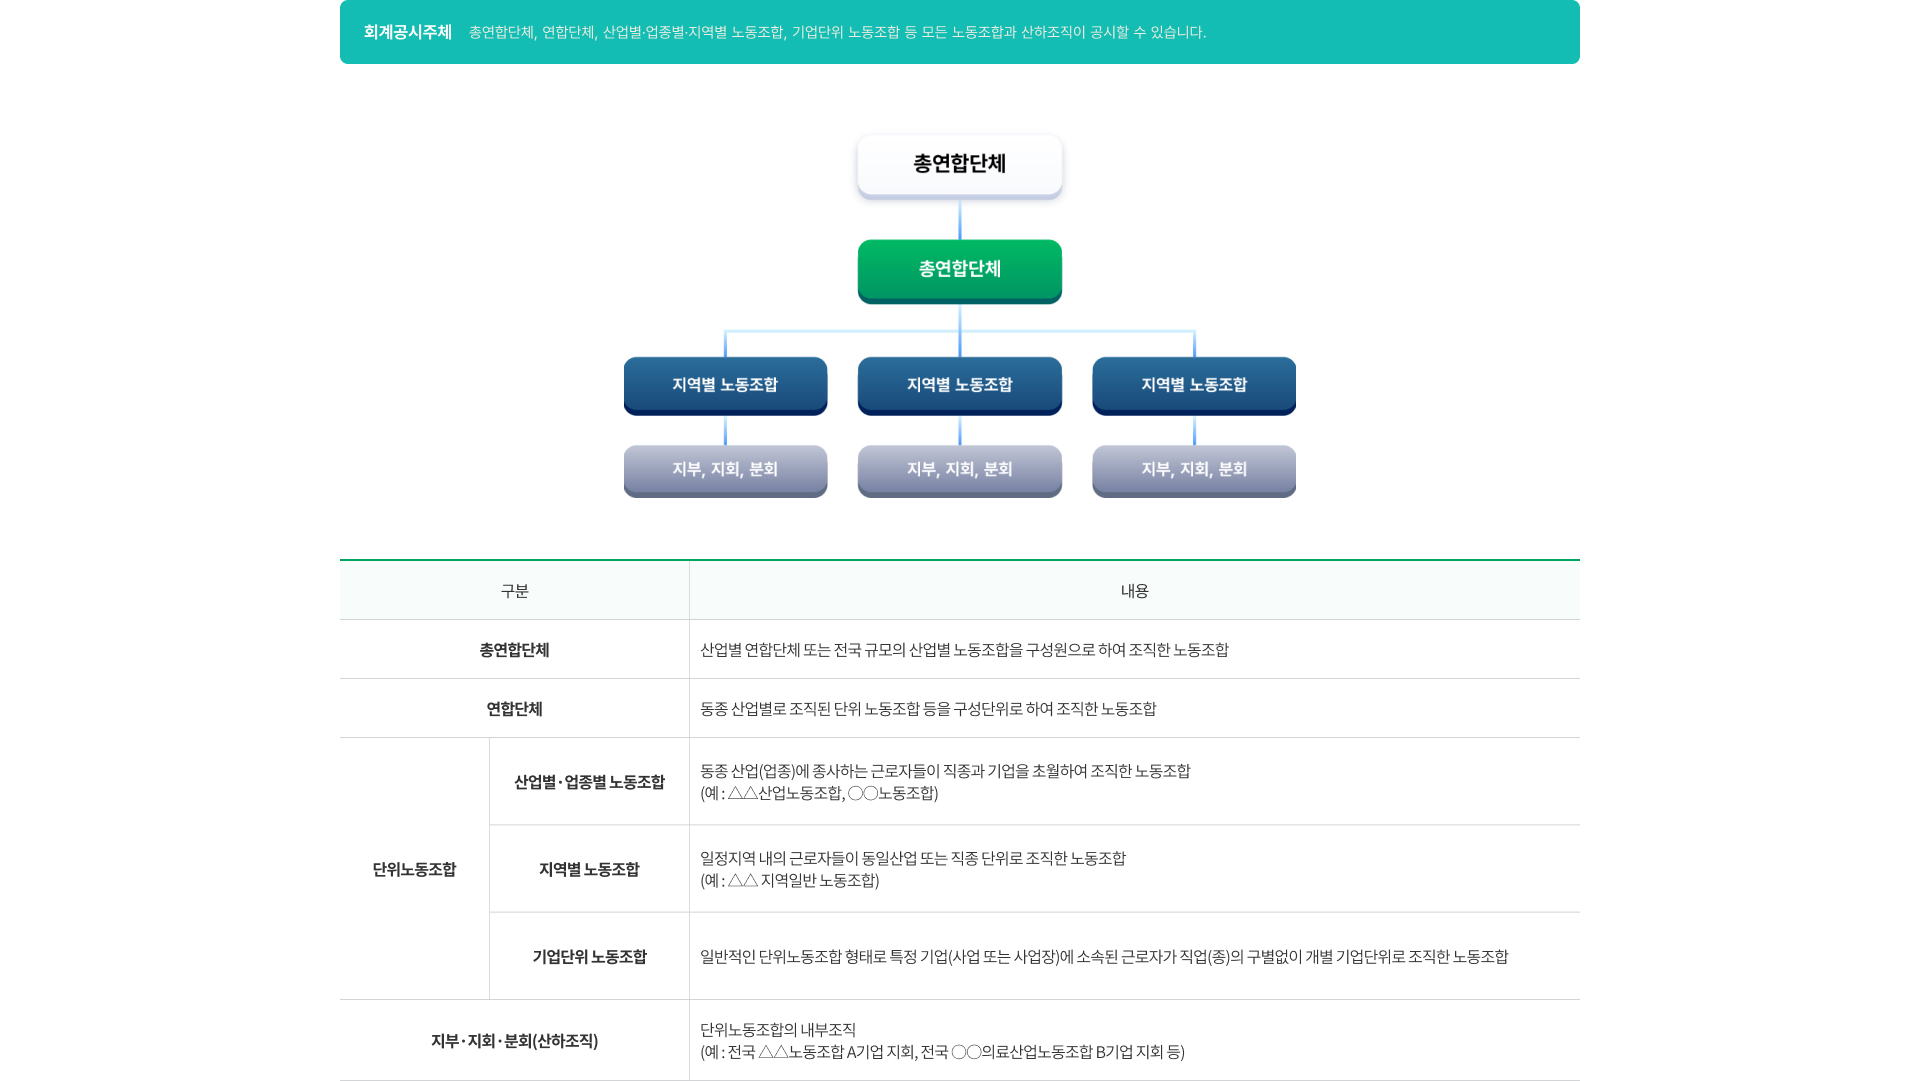 회계공시주체 총연합단체, 연합단체, 산업별·업종별·지역별 노동조합, 기업단위 노동조합 등 모든 노동조합과 산하조직이 공시할 수 있습니다.
총연합단체
총연합단체
지역별 노동조합 지역별 노동조합 지역별 노동조합
지부, 지회, 분회 지부, 지회, 분회 지부, 지회, 분회
구분 내용
총연합단체 산업별 연합단체 또는 전국 규모의 산업별 노동조합을 구성원으로 하여 조직한 노동조합
연합단체 동종 산업별로 조직된 단위 노동조합 등을 구성단위로 하여 조직한 노동조합
단위노동조합
산업별·업종별 노동조합
동종 산업(업종)에 종사하는 근로자들이 직종과 기업을 초월하여 조직한 노동조합
(예 : △△산업노동조합, ○○노동조합)
지역별 노동조합
일정지역 내의 근로자들이 동일산업 또는 직종 단위로 조직한 노동조합
(예 : △△ 지역일반 노동조합)
기업단위 노동조합 일반적인 단위노동조합 형태로 특정 기업(사업 또는 사업장)에 소속된 근로자가 직업(종)의 구별없이 개별 기업단위로 조직한 노동조합
지부·지회·분회(산하조직)
단위노동조합의 내부조직
(예 : 전국 △△노동조합 A기업 지회, 전국 ○○의료산업노동조합 B기업 지회 등)